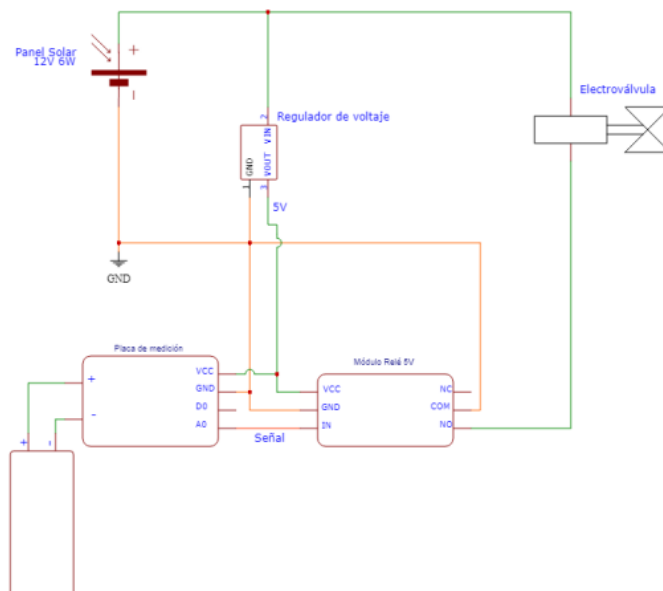 Panel Solar
12V 6W
+
-
Electroválvula
Regulador de voltaje
2
VIN
GND
VOUT
1
3
5V
GND
Placa de medición
+
-
VCC
GND
D0
A0
Señal
Módulo Relé 5V
VCC
GND
IN
NC
COM
NO
+
-